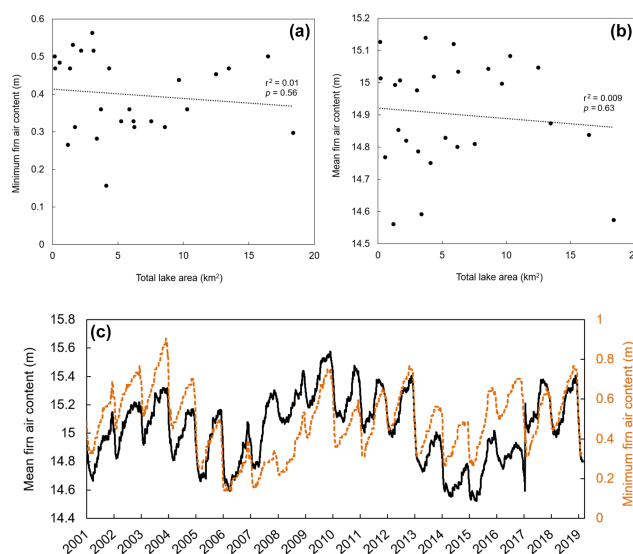 (a)
0.6
0.5
0.4
0.3
0.2
0.1
0
Minimum firn air content (m)
r² = 0.01
p = 0.56
0 5 10 15 20
Total lake area (km²)
(b)
15.2
15.1
15
14.9
14.8
14.7
14.6
14.5
Mean firn air content (m)
r² = 0.009
p = 0.63
0 5 10 15 20
Total lake area (km²)
(c)
15.8
15.6
15.4
15.2
15
14.8
14.6
14.4
Mean firn air content (m)
1
0.8
0.6
0.4
0.2
0
Minimum firn air content (m)
2001 2002 2003 2004 2005 2006 2007 2008 2009 2010 2011 2012 2013 2014 2015 2016 2017 2018 2019